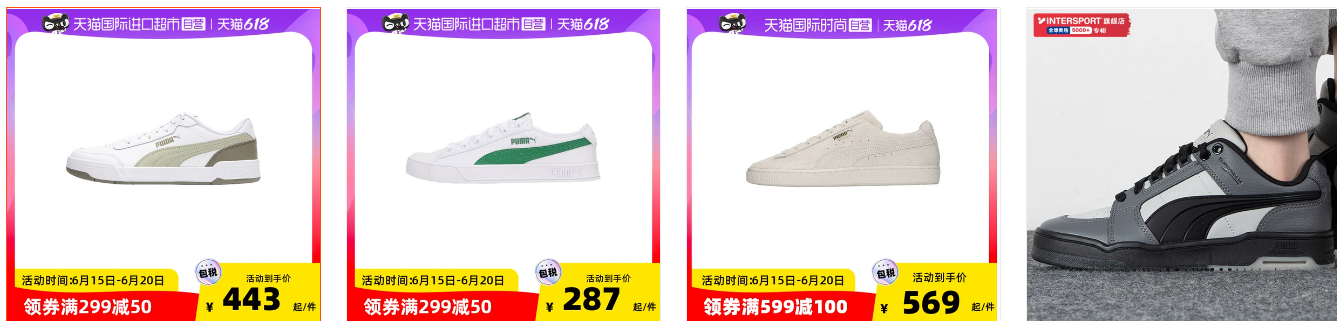 天猫国际进口超市 自营 | 天猫618
PUMA
活动时间:6月15日-6月20日
包税
活动到手价
领券满299减50
¥ 443 起/件
天猫国际进口超市 自营 | 天猫618
PUMA
活动时间:6月15日-6月20日
包税
活动到手价
领券满299减50
¥ 287 起/件
天猫国际时尚 自营 | 天猫618
活动时间:6月15日-6月20日
包税
活动到手价
领券满599减100
¥ 569 起/件
INTERSPORT 旗舰店
全球商场 5000+ 专柜